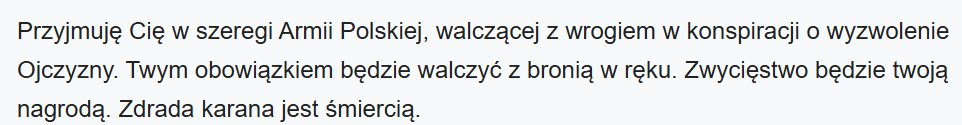 Przyjmuję Cię w szeregi Armii Polskiej, walczącej z wrogiem w konspiracji o wyzwolenie
Ojczyzny. Twym obowiązkiem będzie walczyć z bronią w ręku. Zwycięstwo będzie twoją
nagrodą. Zdrada karana jest śmiercią.